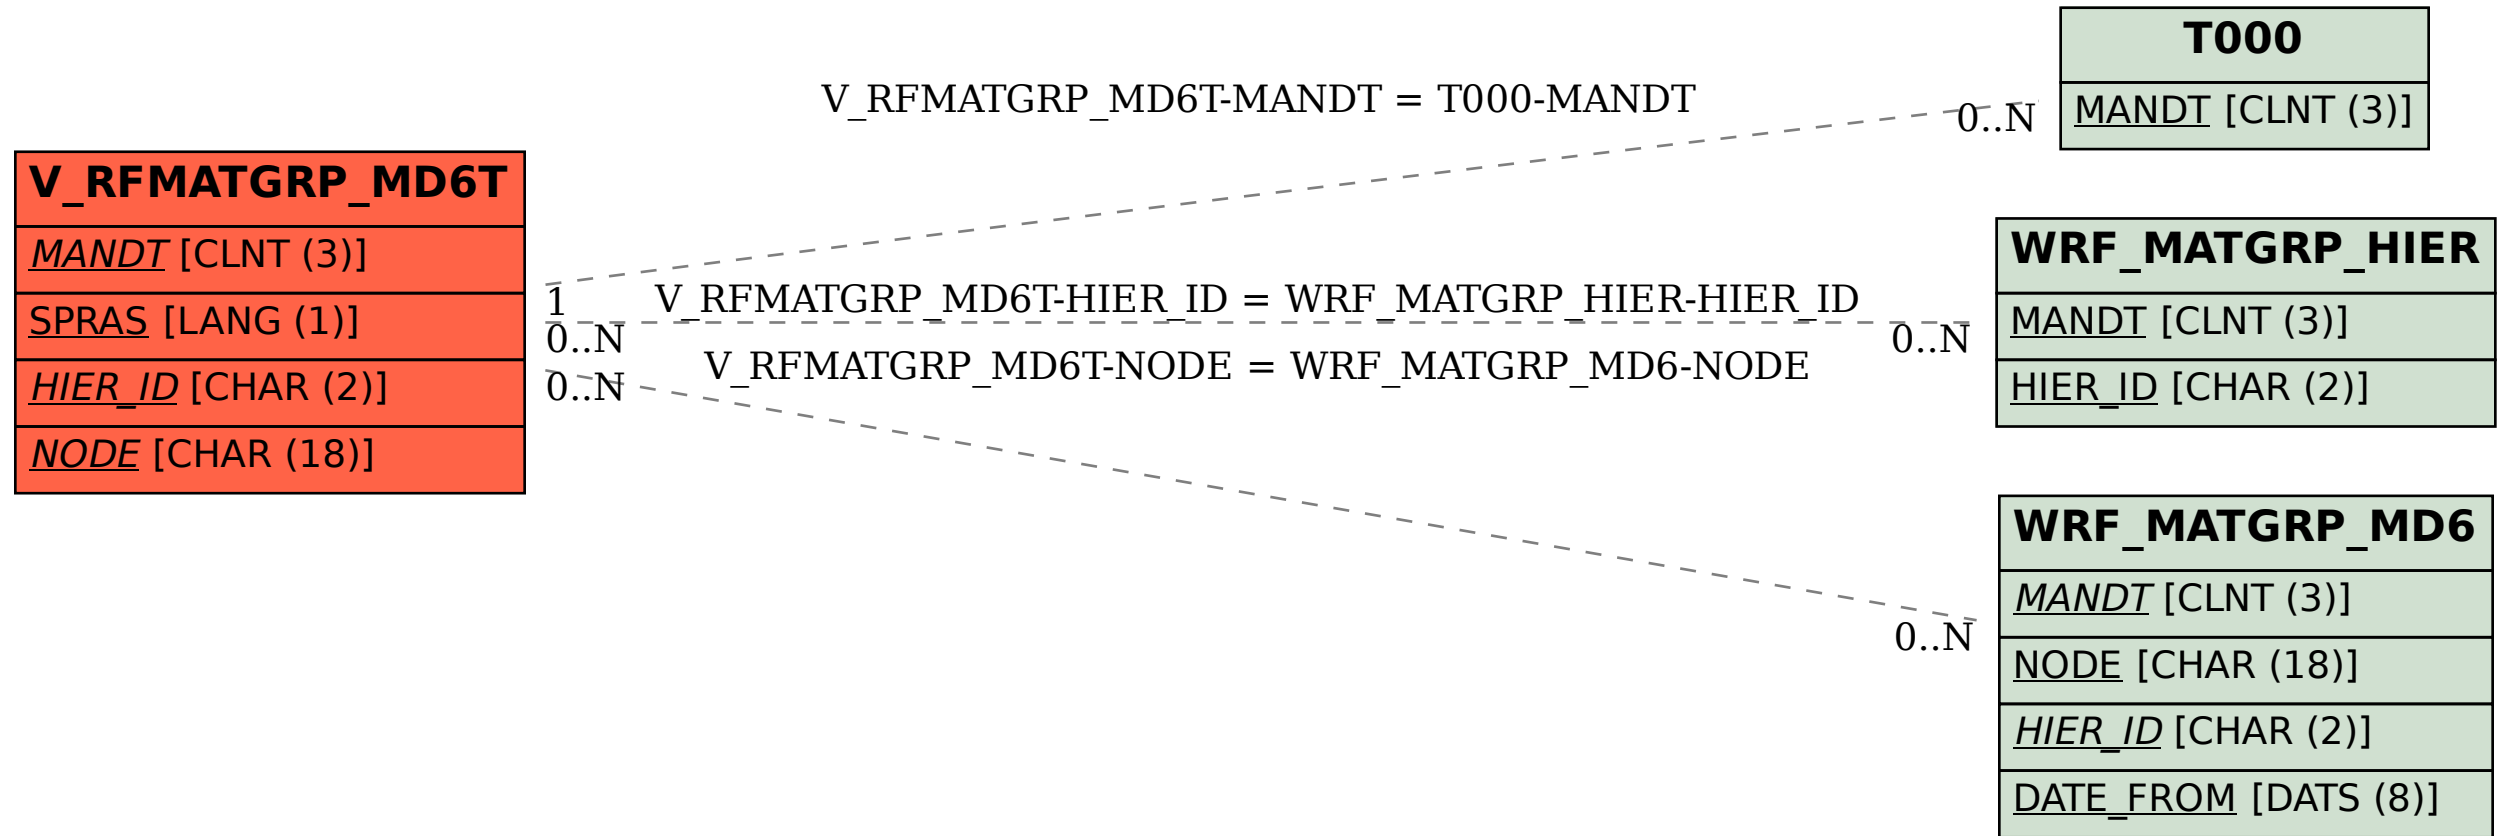 V_RFMATGRP_MD6T
MANDT [CLNT (3)]
SPRAS [LANG (1)]
HIER_ID [CHAR (2)]
NODE [CHAR (18)]
V_RFMATGRP_MD6T-MANDT = T000-MANDT
1
0..N
V_RFMATGRP_MD6T-HIER_ID = WRF_MATGRP_HIER-HIER_ID
0..N
0..N
V_RFMATGRP_MD6T-NODE = WRF_MATGRP_MD6-NODE
0..N
0..N
T000
MANDT [CLNT (3)]
WRF_MATGRP_HIER
MANDT [CLNT (3)]
HIER_ID [CHAR (2)]
WRF_MATGRP_MD6
MANDT [CLNT (3)]
NODE [CHAR (18)]
HIER_ID [CHAR (2)]
DATE_FROM [DATS (8)]